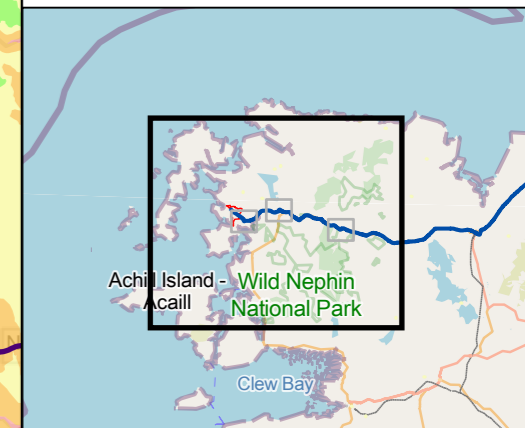 Achill Island -
Acaill
Wild Nephin
National Park
N
Clew Bay